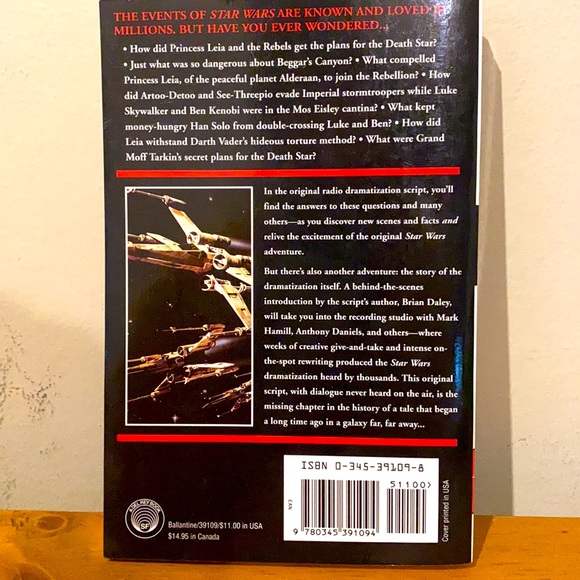 THE EVENTS OF STAR WARS ARE KNOWN AND LOVED BY
MILLIONS. BUT HAVE YOU EVER WONDERED...
• How did Princess Leia and the Rebels get the plans for the Death Star?
• Just what was so dangerous about Beggar's Canyon? • What compelled
Princess Leia, of the peaceful planet Alderaan, to join the Rebellion? • How
did Artoo-Detoo and See-Threepio evade Imperial stormtroopers while Luke
Skywalker and Ben Kenobi were in the Mos Eisley cantina? • What kept
money-hungry Han Solo from double-crossing Luke and Ben? • How did
Leia withstand Darth Vader's hideous torture method? • What were Grand
Moff Tarkin's secret plans for the Death Star?
In the original radio dramatization script, you'll
find the answers to these questions and many
others—as you discover new scenes and facts and
relive the excitement of the original Star Wars
adventure.
But there's also another adventure: the story of the
dramatization itself. A behind-the-scenes
introduction by the script's author, Brian Daley,
will take you into the recording studio with Mark
Hamill, Anthony Daniels, and others—where
weeks of creative give-and-take and intense on-
the-spot rewriting produced the Star Wars
dramatization heard by thousands. This original
script, with dialogue never heard on the air, is the
missing chapter in the history of a tale that began
a long time ago in a galaxy far, far away...
ISBN 0-345-39109-8
51100>
EAN
9 780345 391094
Cover printed in USA
A DEL REY BOOK
SF
Ballantine/39109/$11.00 in USA
$14.95 in Canada